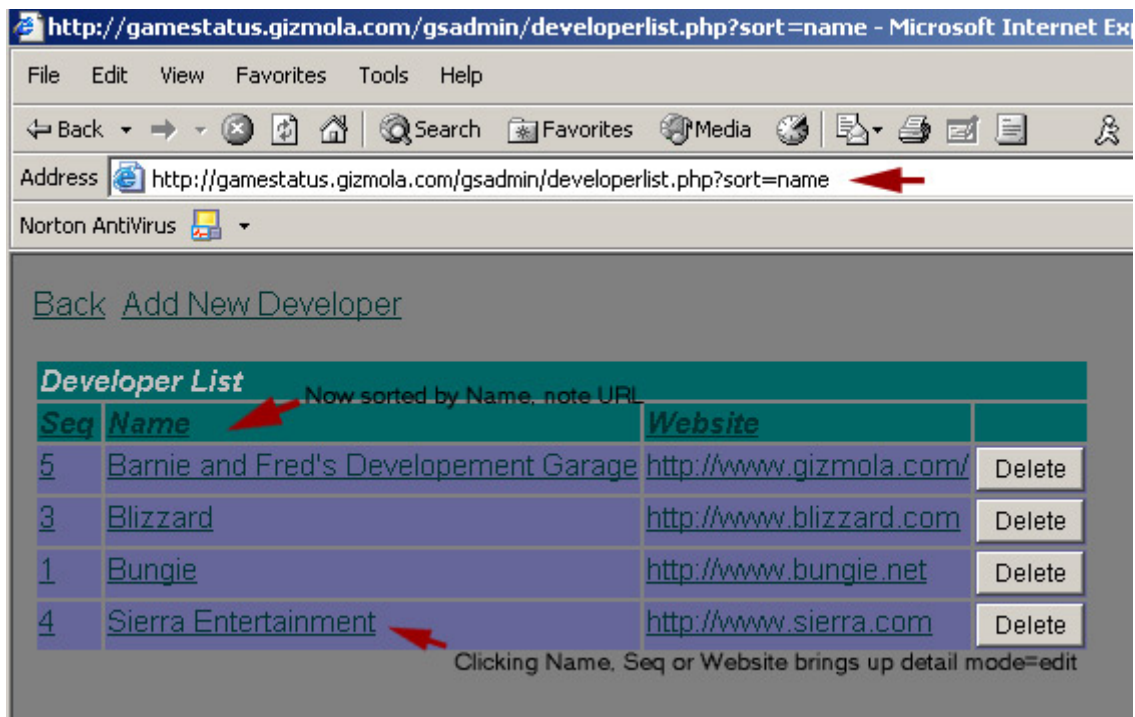 http://gamestatus.gizmola.com/gsadmin/developerlist.php?sort=name - Microsoft Internet Exp
File Edit View Favorites Tools Help
Back Search Favorites Media
Address http://gamestatus.gizmola.com/gsadmin/developerlist.php?sort=name
Norton AntiVirus
Back Add New Developer
Developer List
Now sorted by Name, note URL
Seq Name Website
5 Barnie and Fred's Developement Garage http://www.gizmola.com/ Delete
3 Blizzard http://www.blizzard.com Delete
1 Bungie http://www.bungie.net Delete
4 Sierra Entertainment http://www.sierra.com Delete
Clicking Name, Seq or Website brings up detail mode=edit